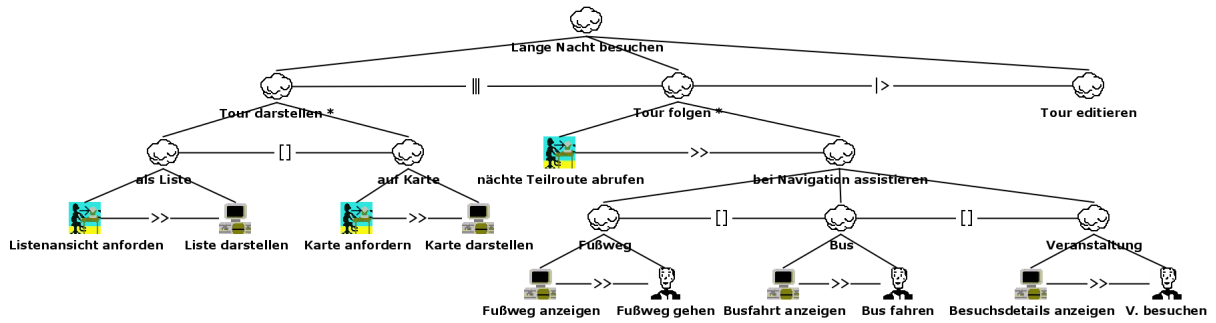 Lange Nacht besuchen
||| |>
Tour darstellen * Tour folgen * Tour editieren
[] >>
als Liste auf Karte nächte Teilroute abrufen bei Navigation assistieren
>> >> [] []
Listenansicht anforden Liste darstellen Karte anfordern Karte darstellen Fußweg Bus Veranstaltung
>> >> >>
Fußweg anzeigen Fußweg gehen Busfahrt anzeigen Bus fahren Besuchsdetails anzeigen V. besuchen